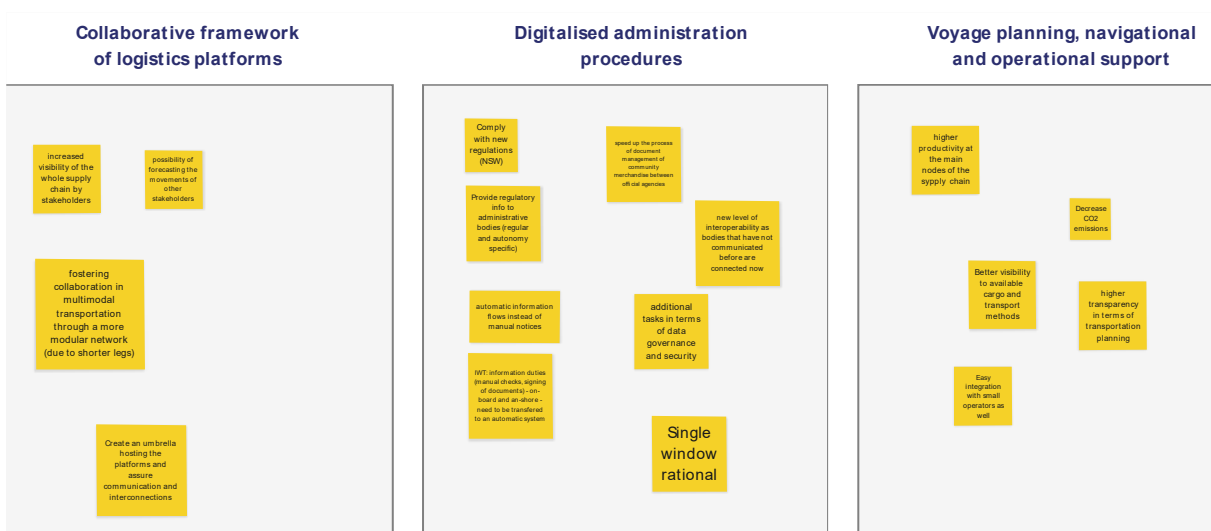 Collaborative framework
of logistics platforms
increased
visibility of the
whole supply
chain by
stakeholders
possibility of
forecasting the
movements of
other
stakeholders
fostering
collaboration in
multimodal
transportation
through a more
modular network
(due to shorter legs)
Create an umbrella
hosting the
platforms and
assure
communication and
interconnections
Digitalised administration
procedures
Comply
with new
regulations
(NSW)
speed up the process
of document
management of
community
merchandise between
official agencies
Provide regulatory
info to
administrative
bodies (regular
and autonomy
specific)
new level of
interoperability as
bodies that have not
communicated
before are
connected now
automatic information
flows instead of
manual notices
additional
tasks in terms
of data
governance
and security
IWT: information duties
(manual checks, signing
of documents) - on-
board and an-shore -
need to be transfered
to an automatic system
Single
window
rational
Voyage planning, navigational
and operational support
higher
productivity at
the main
nodes of the
sypply chain
Decrease
CO2
emissions
Better visibility
to available
cargo and
transport
methods
higher
transparency
in terms of
transportation
planning
Easy
integration
with small
operators as
well